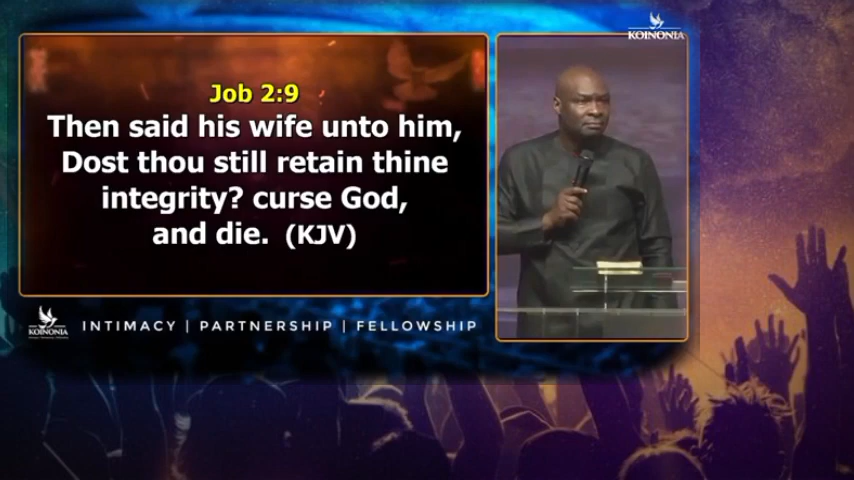 KOINONIA
Job 2:9
Then said his wife unto him,
Dost thou still retain thine
integrity? curse God,
and die. (KJV)
KOINONIA
INTIMACY | PARTNERSHIP | FELLOWSHIP